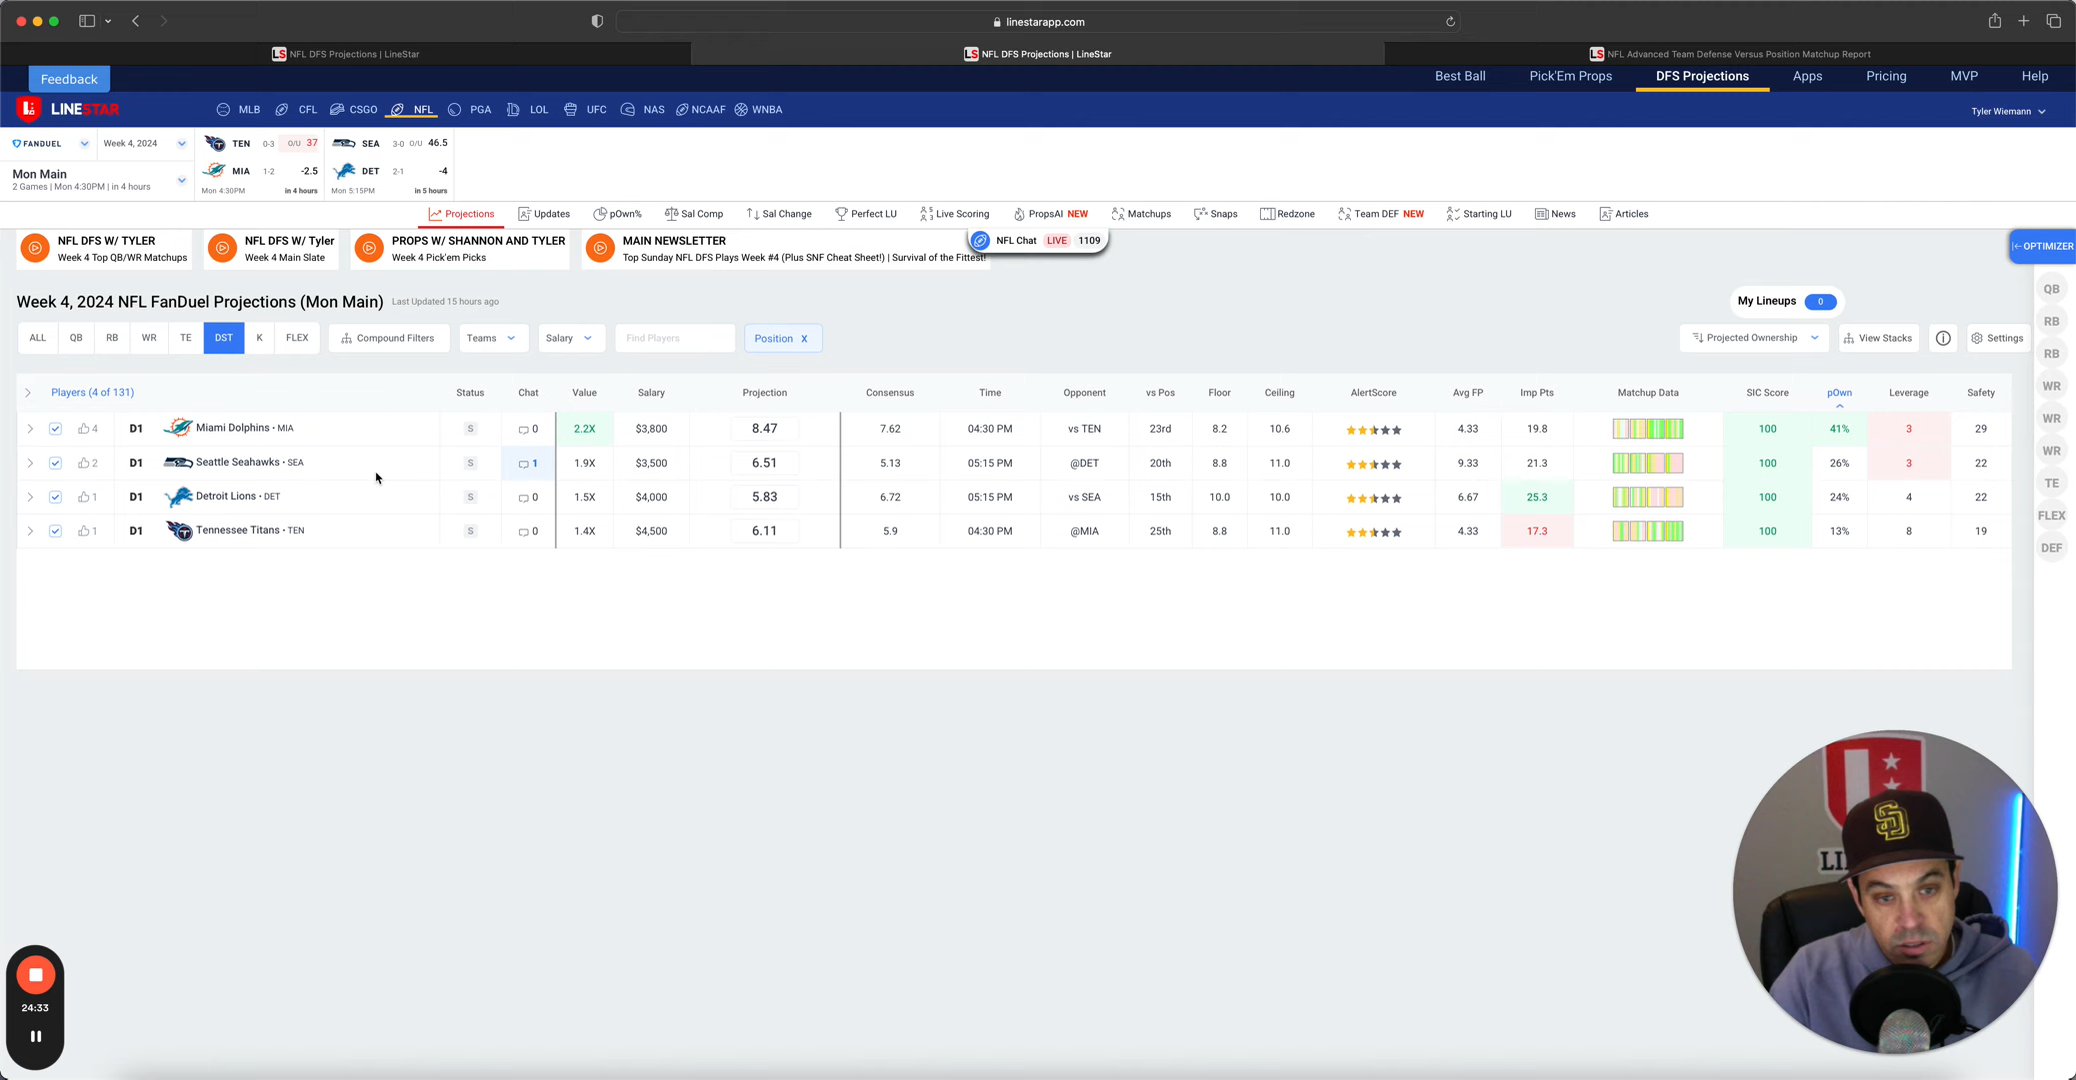 linestarapp.com
LS NFL DFS Projections | LineStar
LS NFL DFS Projections | LineStar
LS NFL Advanced Team Defense Versus Position Matchup Report
Feedback
Best Ball Pick'Em Props DFS Projections Apps Pricing MVP Help
LINESTAR MLB CFL CSGO NFL PGA LOL UFC NAS NCAAF WNBA
Tyler Wiemann
FANDUEL Week 4, 2024
Mon Main
2 Games | Mon 4:30PM | in 4 hours
TEN 0-3 O/U 37
MIA 1-2 -2.5
Mon 4:30PM in 4 hours
SEA 3-0 O/U 46.5
DET 2-1 -4
Mon 5:15PM in 5 hours
Projections Updates pOwn% Sal Comp Sal Change Perfect LU Live Scoring PropsAI NEW Matchups Snaps Redzone Team DEF NEW Starting LU News Articles
NFL DFS W/ TYLER
Week 4 Top QB/WR Matchups
NFL DFS W/ Tyler
Week 4 Main Slate
PROPS W/ SHANNON AND TYLER
Week 4 Pick'em Picks
MAIN NEWSLETTER
Top Sunday NFL DFS Plays Week #4 (Plus SNF Cheat Sheet!) | Survival of the Fittest!
NFL Chat LIVE 1109
OPTIMIZER
Week 4, 2024 NFL FanDuel Projections (Mon Main) Last Updated 15 hours ago
My Lineups 0
ALL QB RB WR TE DST K FLEX Compound Filters Teams Salary Find Players Position X
Projected Ownership View Stacks Settings
Players (4 of 131) Status Chat Value Salary Projection Consensus Time Opponent vs Pos Floor Ceiling AlertScore Avg FP Imp Pts Matchup Data SIC Score pOwn Leverage Safety
4 D1 Miami Dolphins • MIA S 0 2.2X $3,800 8.47 7.62 04:30 PM vs TEN 23rd 8.2 10.6 4.33 19.8 100 41% 3 29
2 D1 Seattle Seahawks • SEA S 1 1.9X $3,500 6.51 5.13 05:15 PM @DET 20th 8.8 11.0 9.33 21.3 100 26% 3 22
1 D1 Detroit Lions • DET S 0 1.5X $4,000 5.83 6.72 05:15 PM vs SEA 15th 10.0 10.0 6.67 25.3 100 24% 4 22
1 D1 Tennessee Titans • TEN S 0 1.4X $4,500 6.11 5.9 04:30 PM @MIA 25th 8.8 11.0 4.33 17.3 100 13% 8 19
QB
RB
RB
WR
WR
WR
TE
FLEX
DEF
SD
LI
24:33